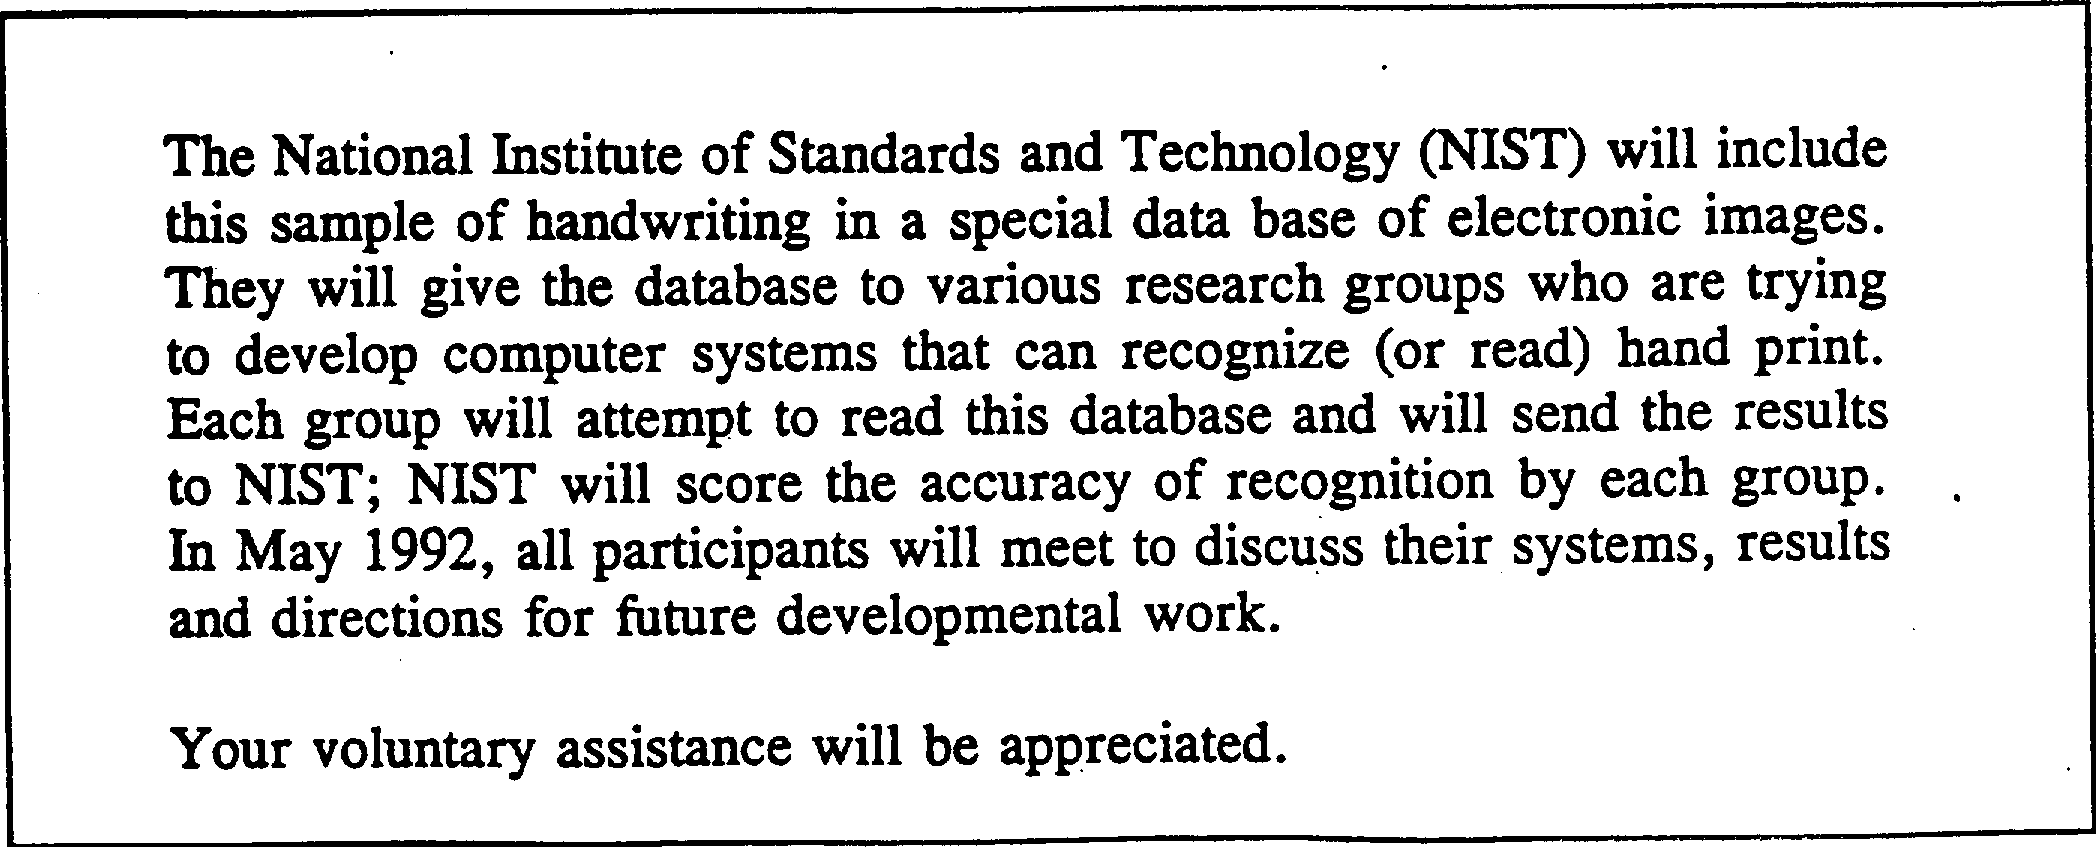 The National Institute of Standards and Technology (NIST) will include
this sample of handwriting in a special data base of electronic images.
They will give the database to various research groups who are trying
to develop computer systems that can recognize (or read) hand print.
Each group will attempt to read this database and will send the results
to NIST; NIST will score the accuracy of recognition by each group.
In May 1992, all participants will meet to discuss their systems, results
and directions for future developmental work.
Your voluntary assistance will be appreciated.